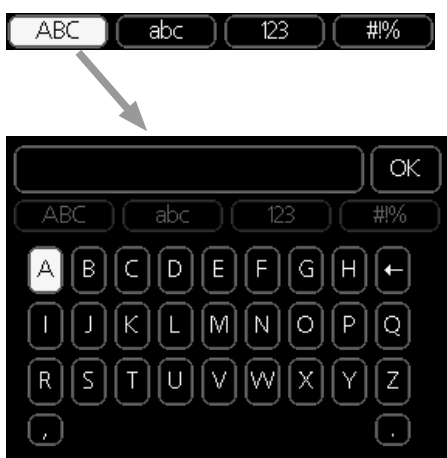 ABC abc 123 #!%
OK
ABC abc 123 #!%
A B C D E F G H ←
I J K L M N O P Q
R S T U V W X Y Z
, .